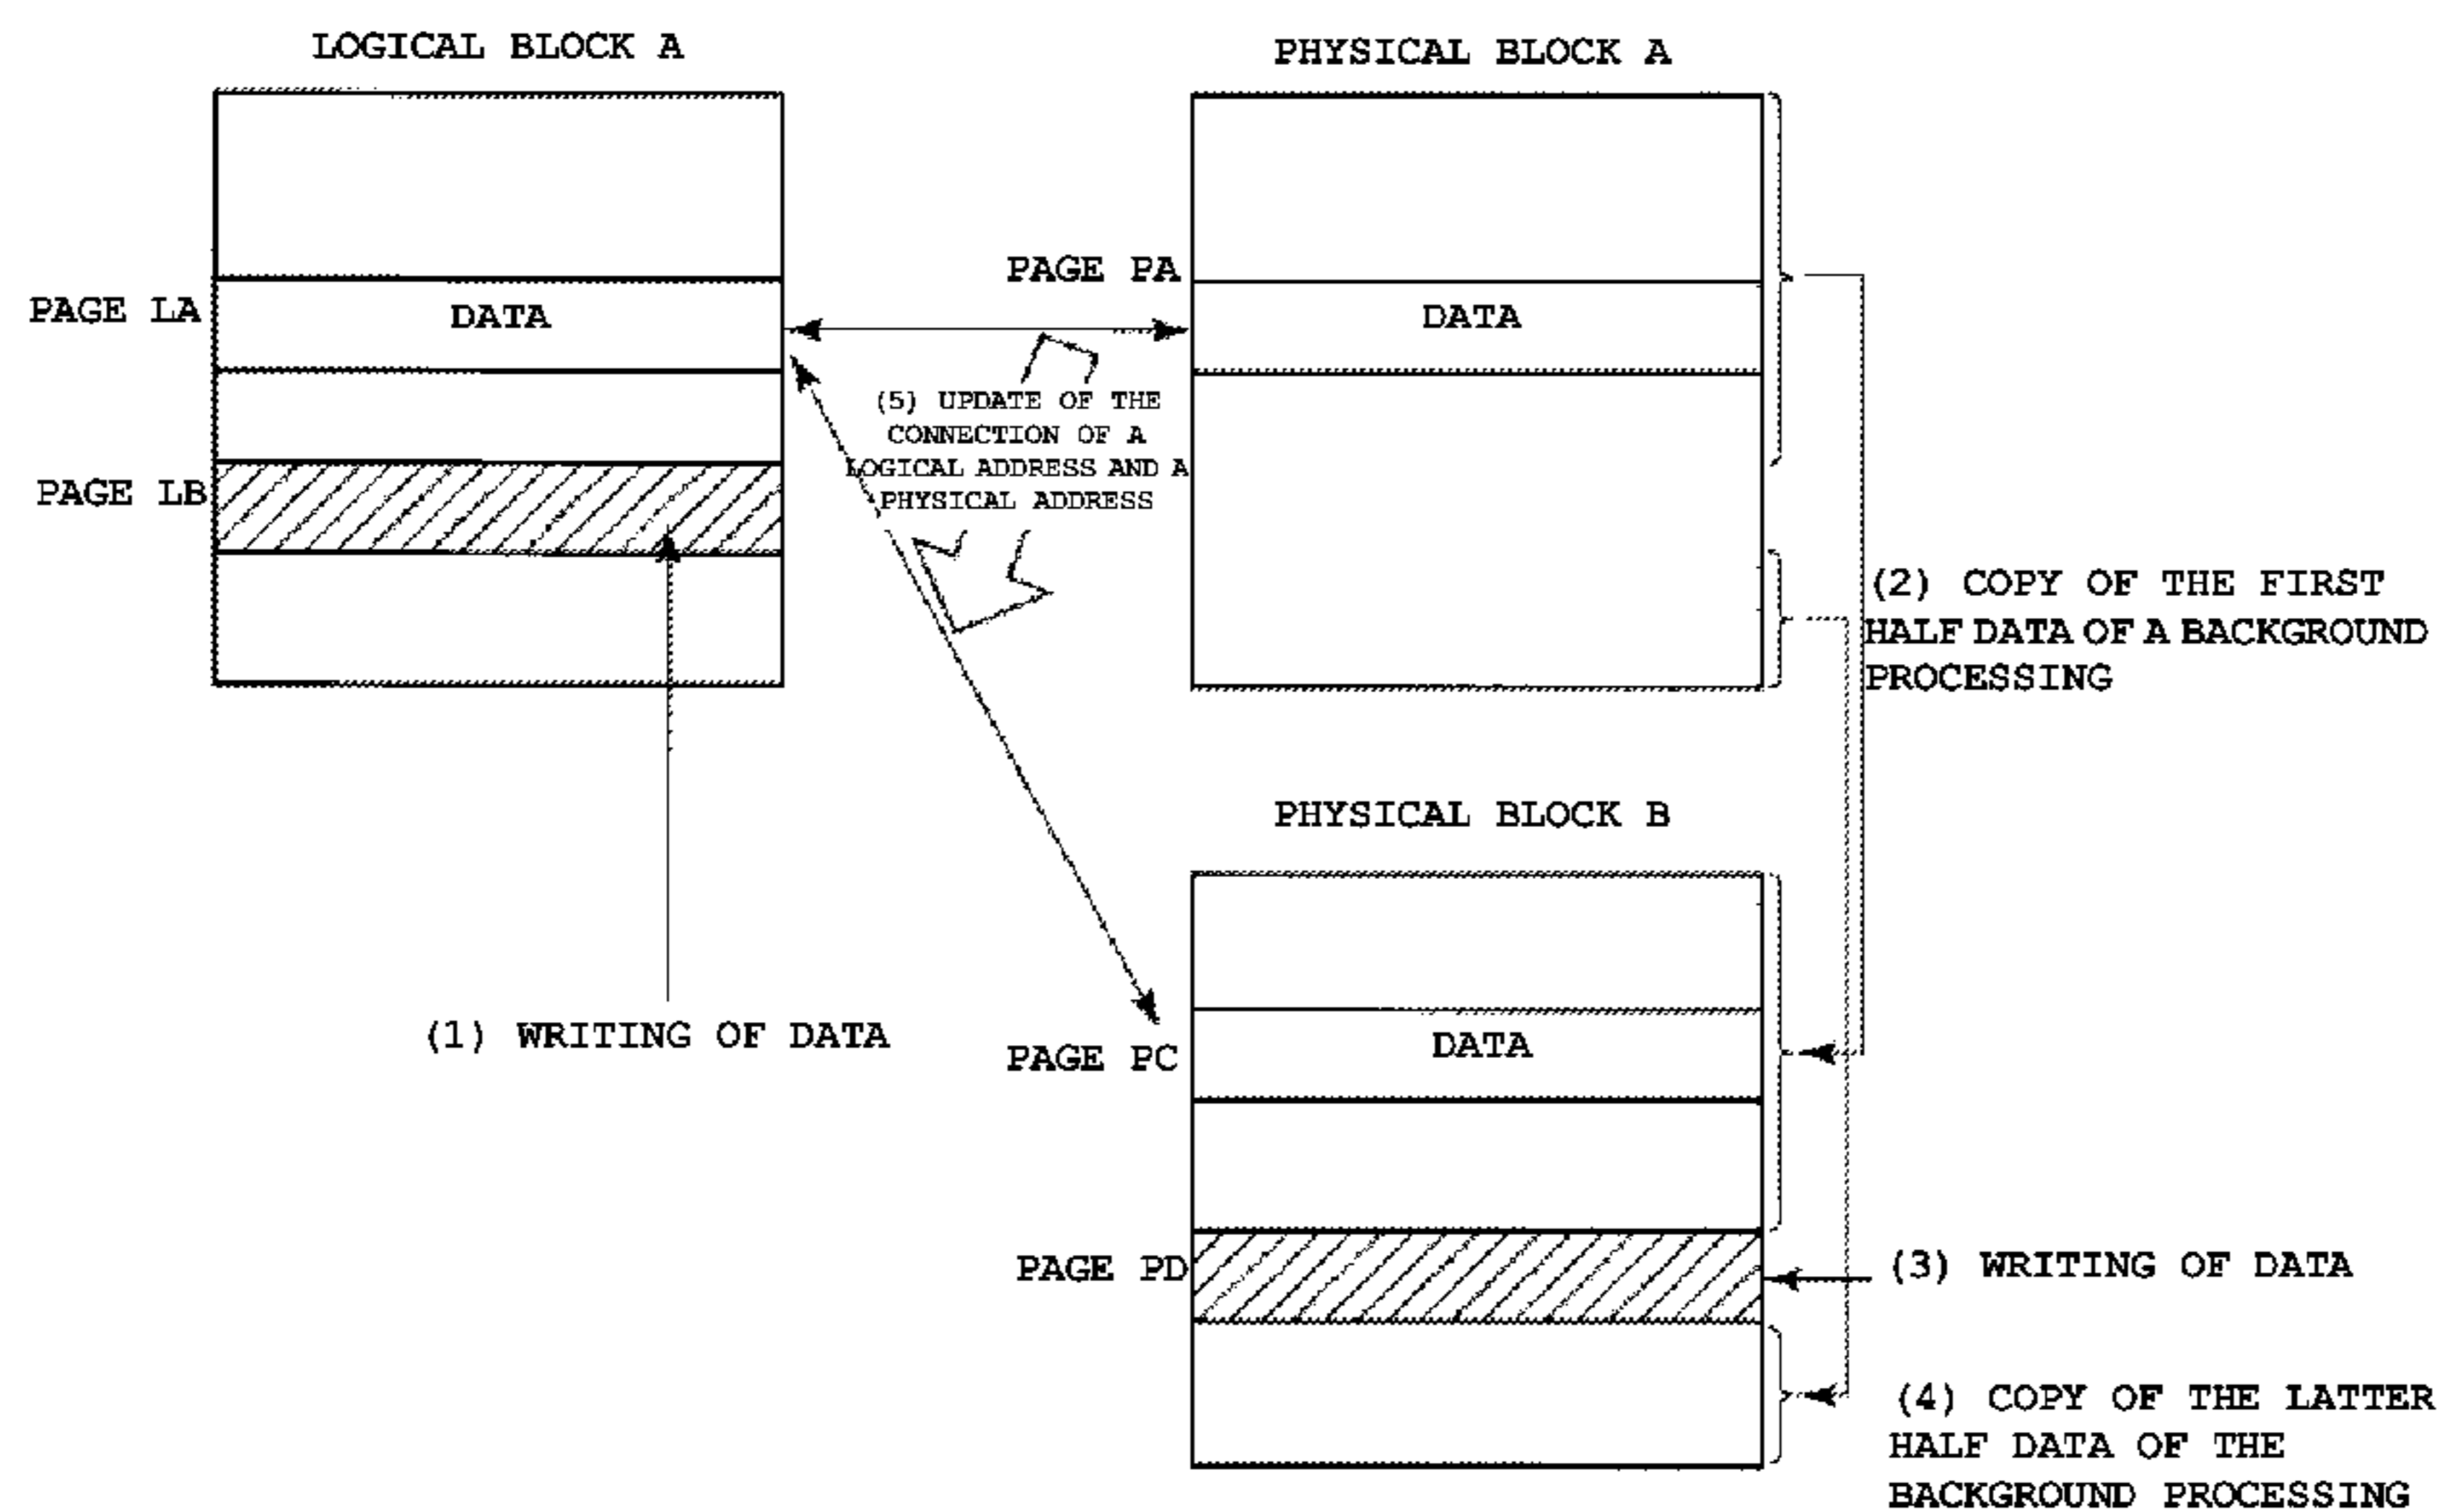 LOGICAL BLOCK A
PHYSICAL BLOCK A
PAGE LA
DATA
PAGE PA
DATA
(5) UPDATE OF THE
CONNECTION OF A
LOGICAL ADDRESS AND A
PHYSICAL ADDRESS
PAGE LB
(2) COPY OF THE FIRST
HALF DATA OF A BACKGROUND
PROCESSING
PHYSICAL BLOCK B
(1) WRITING OF DATA
PAGE PC
DATA
PAGE PD
(3) WRITING OF DATA
(4) COPY OF THE LATTER
HALF DATA OF THE
BACKGROUND PROCESSING